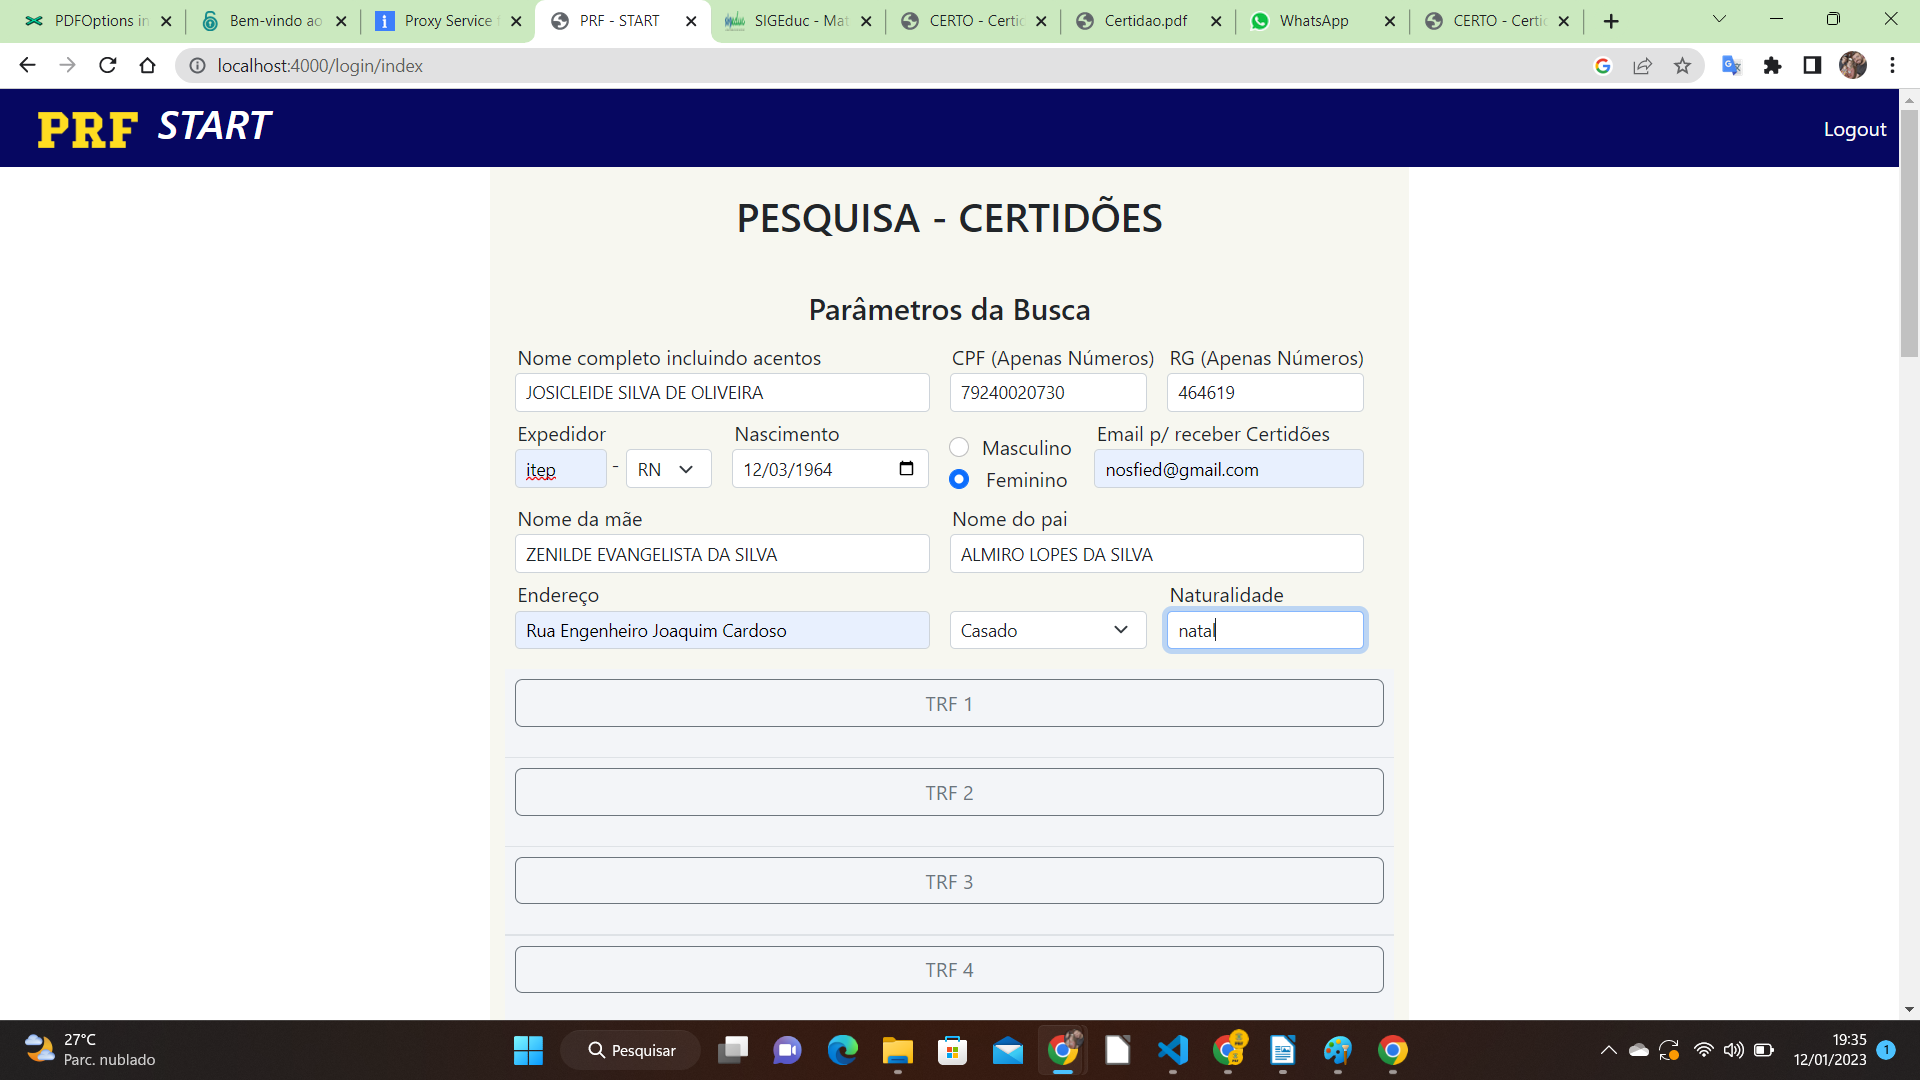 PDFOptions in
Bem-vindo ao
Proxy Service
PRF - START
SIGEduc - Mat
CERTO - Certic
Certidao.pdf
WhatsApp
CERTO - Certic
localhost:4000/login/index
PRF START
Logout
PESQUISA - CERTIDÕES
Parâmetros da Busca
Nome completo incluindo acentos
CPF (Apenas Números)
RG (Apenas Números)
JOSICLEIDE SILVA DE OLIVEIRA
79240020730
464619
Expedidor
Nascimento
Masculino
Email p/ receber Certidões
itep
-
RN
12/03/1964
Feminino
nosfied@gmail.com
Nome da mãe
Nome do pai
ZENILDE EVANGELISTA DA SILVA
ALMIRO LOPES DA SILVA
Endereço
Naturalidade
Rua Engenheiro Joaquim Cardoso
Casado
natal
TRF 1
TRF 2
TRF 3
TRF 4
27°C
Parc. nublado
Pesquisar
19:35
12/01/2023
1